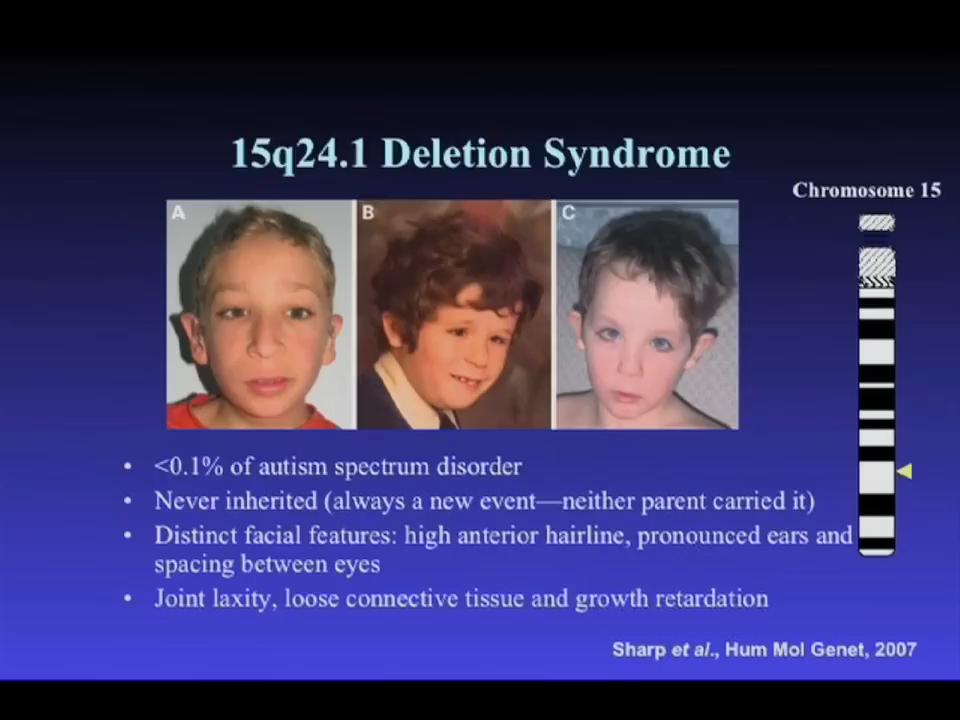 15q24.1 Deletion Syndrome
Chromosome 15
A B C
• <0.1% of autism spectrum disorder
• Never inherited (always a new event—neither parent carried it)
• Distinct facial features: high anterior hairline, pronounced ears and
spacing between eyes
• Joint laxity, loose connective tissue and growth retardation
Sharp et al., Hum Mol Genet, 2007